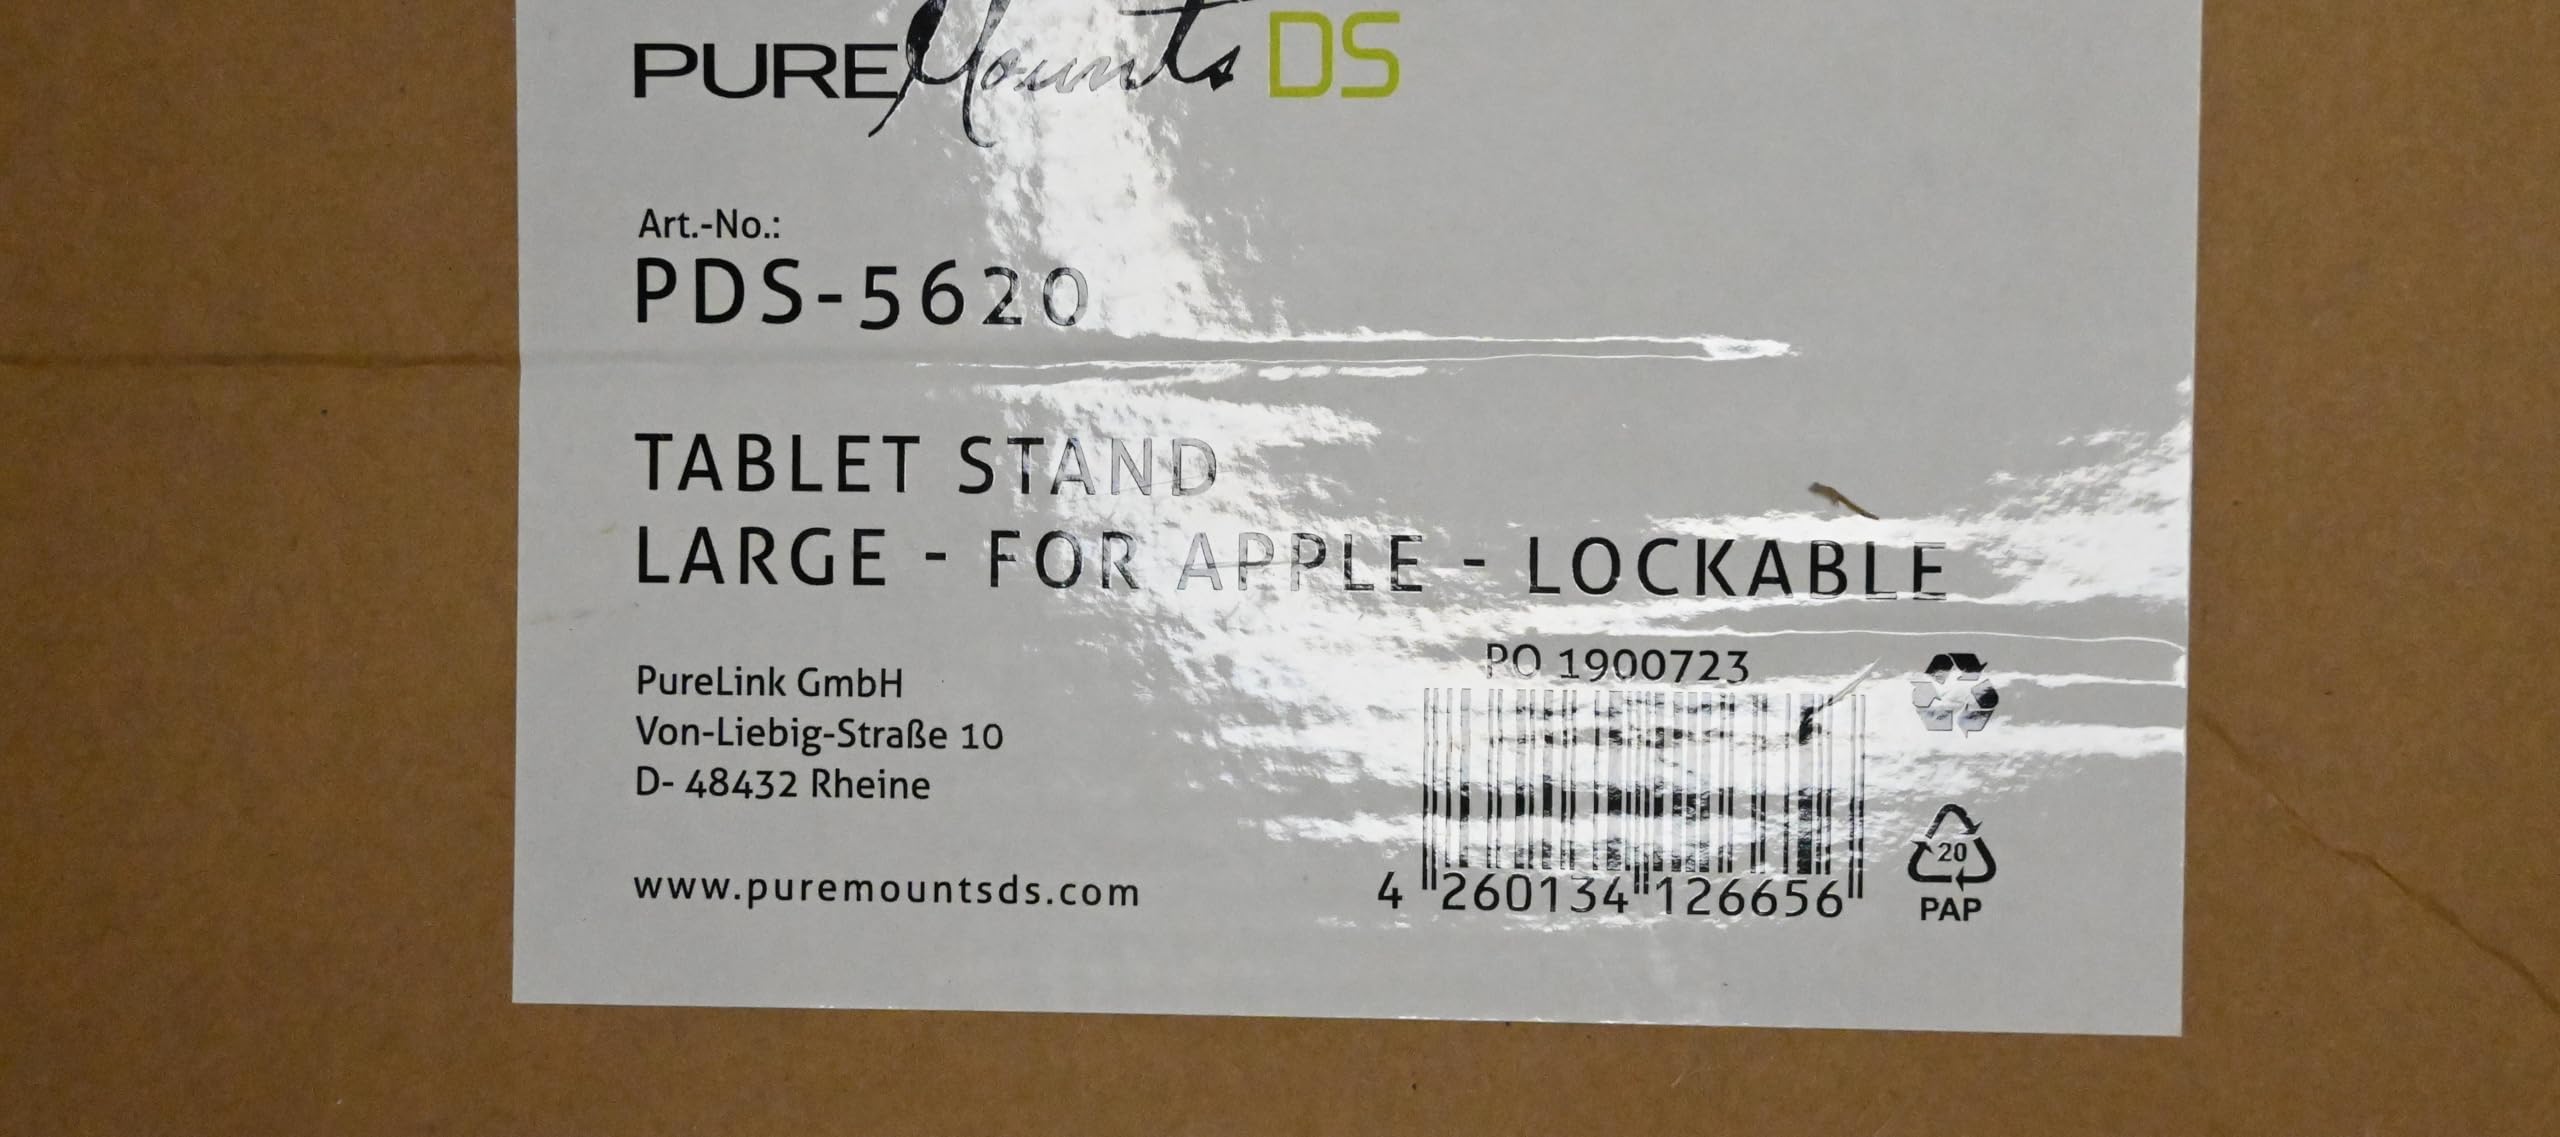 PUREMounts DS
Art.-No.:
PDS-5620
TABLET STAND
LARGE - FOR APPLE - LOCKABLE
PureLink GmbH
Von-Liebig-Straße 10
D- 48432 Rheine
www.puremountsds.com
PO 1900723
4 260134 126656
20
PAP